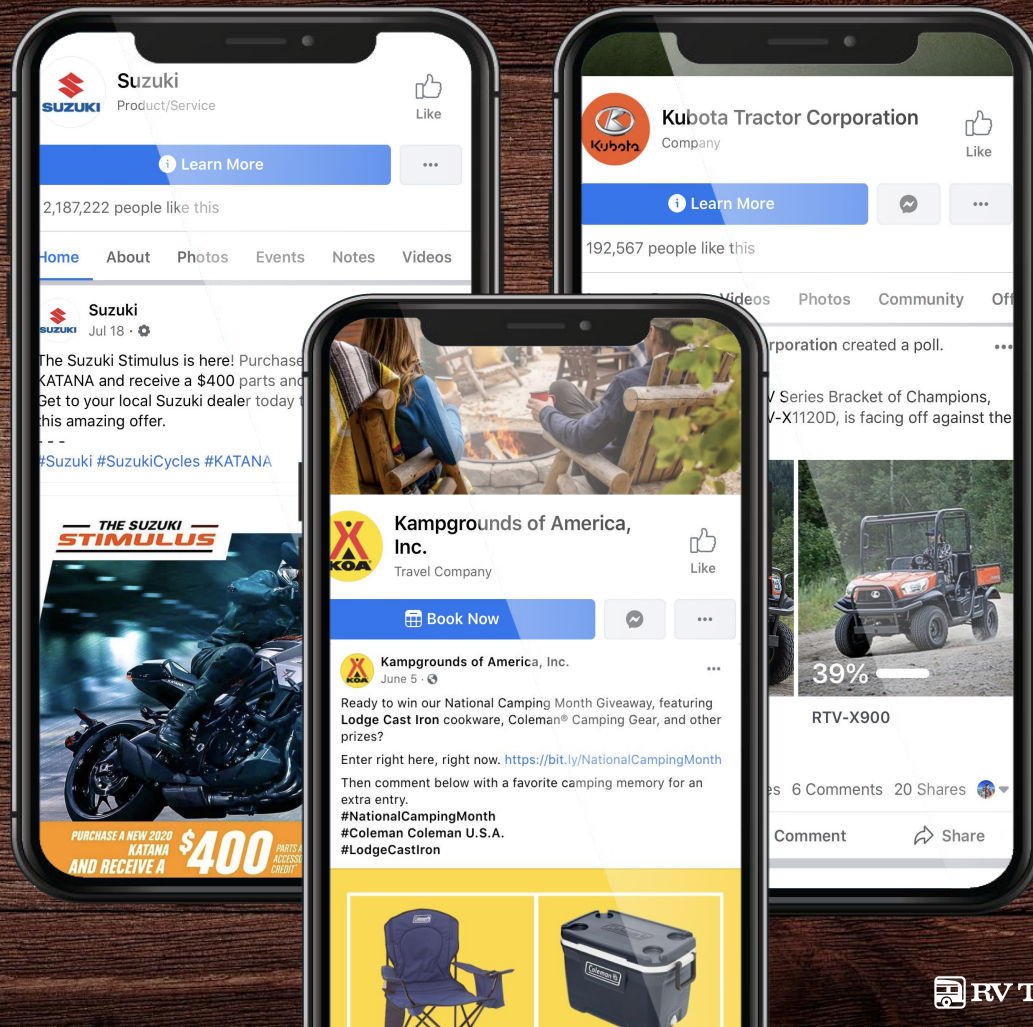 SUZUKI
Suzuki
Product/Service
Like
Learn More
2,187,222 people like this
Home About Photos Events Notes Videos
SUZUKI
Suzuki
Jul 18
The Suzuki Stimulus is here! Purchase
KATANA and receive a $400 parts and
Get to your local Suzuki dealer today
this amazing offer.
- - -
#Suzuki #SuzukiCycles #KATANA
THE SUZUKI
STIMULUS
PURCHASE A NEW 2020
KATANA
AND RECEIVE A
$400
PARTS
CREDIT
KOA
Kampgrounds of America,
Inc.
Travel Company
Like
Book Now
KOA
Kampgrounds of America, Inc.
June 5
Ready to win our National Camping Month Giveaway, featuring
Lodge Cast Iron cookware, Coleman® Camping Gear, and other
prizes?
Enter right here, right now. https://bit.ly/NationalCampingMonth
Then comment below with a favorite camping memory for an
extra entry.
#NationalCampingMonth
#Coleman Coleman U.S.A.
#LodgeCastIron
Coleman
Coleman
Kubota
Kubota Tractor Corporation
Company
Like
Learn More
192,567 people like this
Videos Photos Community
created a poll.
Series Bracket of Champions,
is facing off against the
39%
RTV-X900
6 Comments 20 Shares
Comment Share
RV